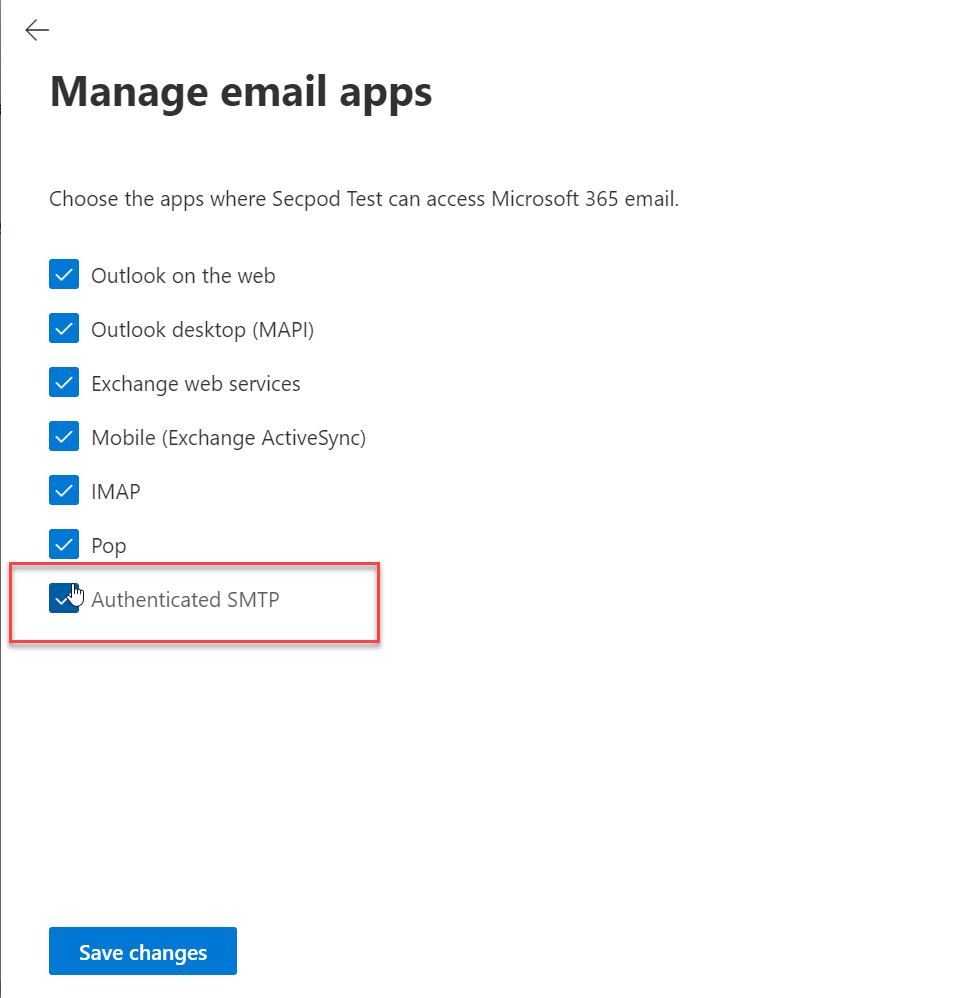 Manage email apps
Choose the apps where Secpod Test can access Microsoft 365 email.
Outlook on the web
Outlook desktop (MAPI)
Exchange web services
Mobile (Exchange ActiveSync)
IMAP
Pop
Authenticated SMTP
Save changes